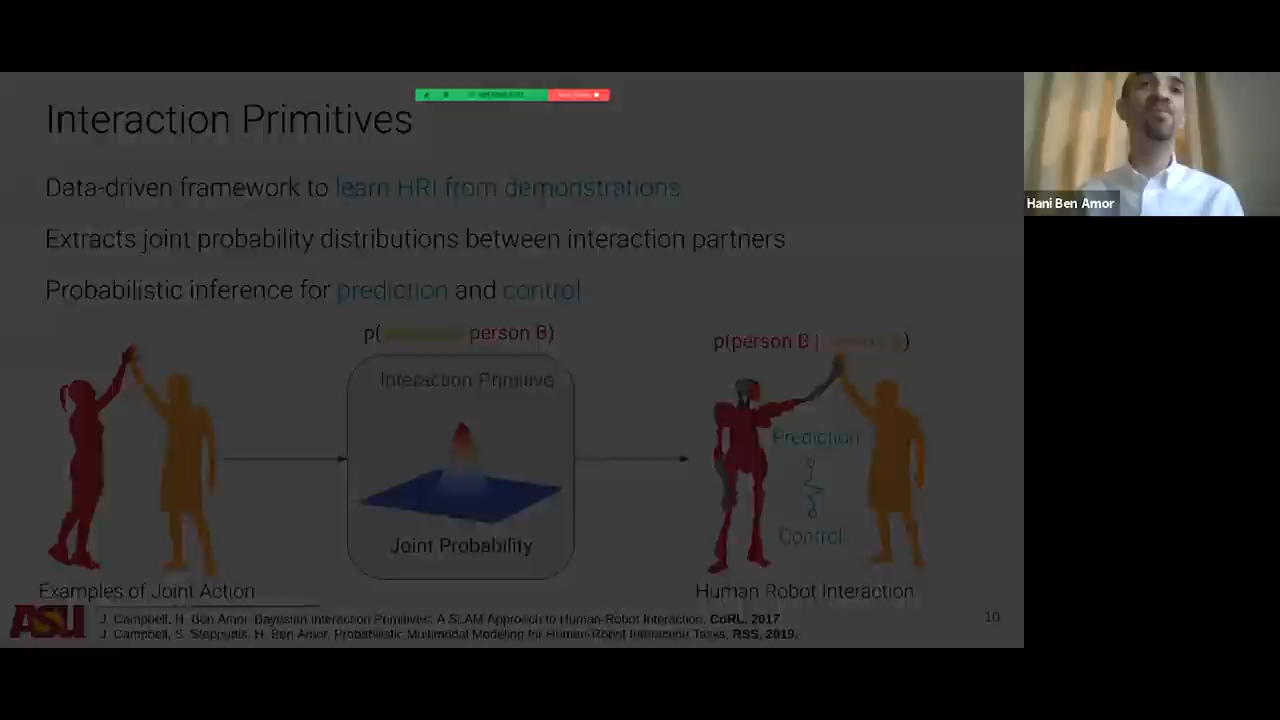 Interaction Primitives
Data-driven framework to learn HRI from demonstrations
Extracts joint probability distributions between interaction partners
Probabilistic inference for prediction and control
p( person B)
Interaction Primitive
Joint Probability
p(person B | )
Prediction
Control
Examples of Joint Action
Human Robot Interaction
ASU
J. Campbell, H. Ben Amor, Bayesian Interaction Primitives: A SLAM Approach to Human-Robot Interaction, CoRL, 2017
J. Campbell, S. Stepputtis, H. Ben Amor, Probabilistic Multimodal Modeling for Human-Robot Interaction Tasks, RSS, 2019.
10
Hani Ben Amor